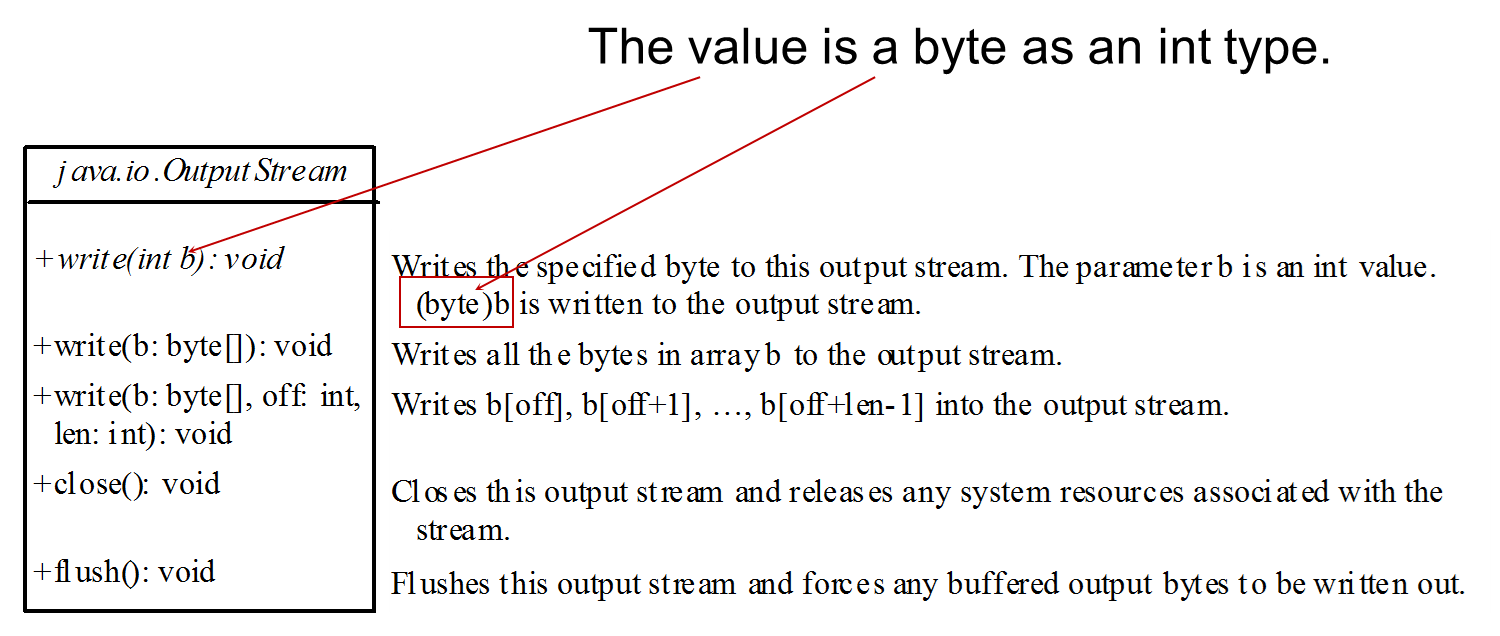 The value is a byte as an int type.
java.io.OutputStream
+write(int b): void
Writes the specified byte to this output stream. The parameter b is an int value.
(byte)b is written to the output stream.
+write(b: byte[]): void
Writes all the bytes in array b to the output stream.
+write(b: byte[], off: int,
len: int): void
Writes b[off], b[off+1], …, b[off+len-1] into the output stream.
+close(): void
Closes this output stream and releases any system resources associated with the
stream.
+flush(): void
Flushes this output stream and forces any buffered output bytes to be written out.